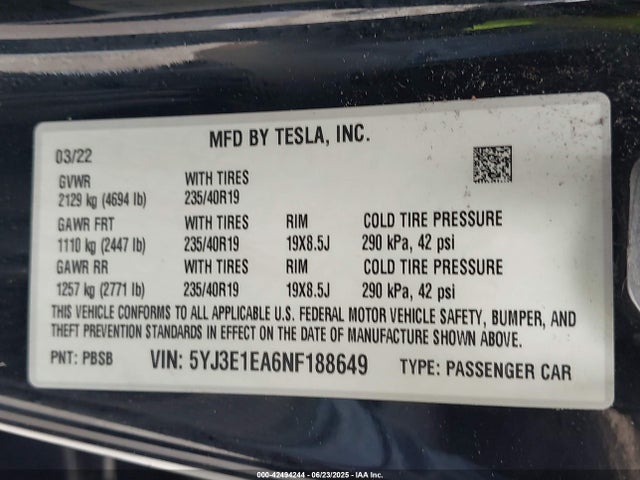 MFD BY TESLA, INC.
03/22
GVWR WITH TIRES
2129 kg (4694 lb) 235/40R19
GAWR FRT WITH TIRES RIM COLD TIRE PRESSURE
1110 kg (2447 lb) 235/40R19 19X8.5J 290 kPa, 42 psi
GAWR RR WITH TIRES RIM COLD TIRE PRESSURE
1257 kg (2771 lb) 235/40R19 19X8.5J 290 kPa, 42 psi
THIS VEHICLE CONFORMS TO ALL APPLICABLE U.S. FEDERAL MOTOR VEHICLE SAFETY, BUMPER, AND
THEFT PREVENTION STANDARDS IN EFFECT ON THE DATE OF MANUFACTURE SHOWN ABOVE.
PNT: PBSB VIN: 5YJ3E1EA6NF188649 TYPE: PASSENGER CAR
000-42494244 - 06/23/2025 - IAA Inc.